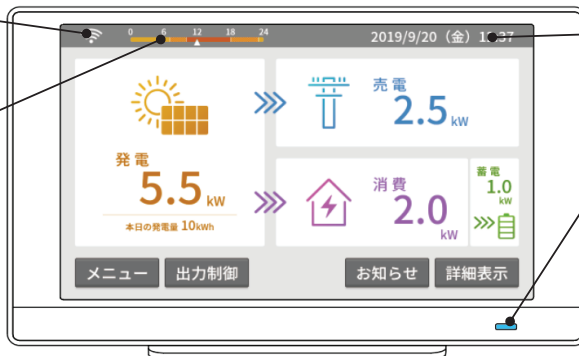 0 6 12 18 24
2019/9/20（金）
発電
5.5 kW
本日の発電量 10kWh
売電
2.5 kW
消費
2.0 kW
蓄電
1.0 kW
メニュー 出力制御 お知らせ 詳細表示